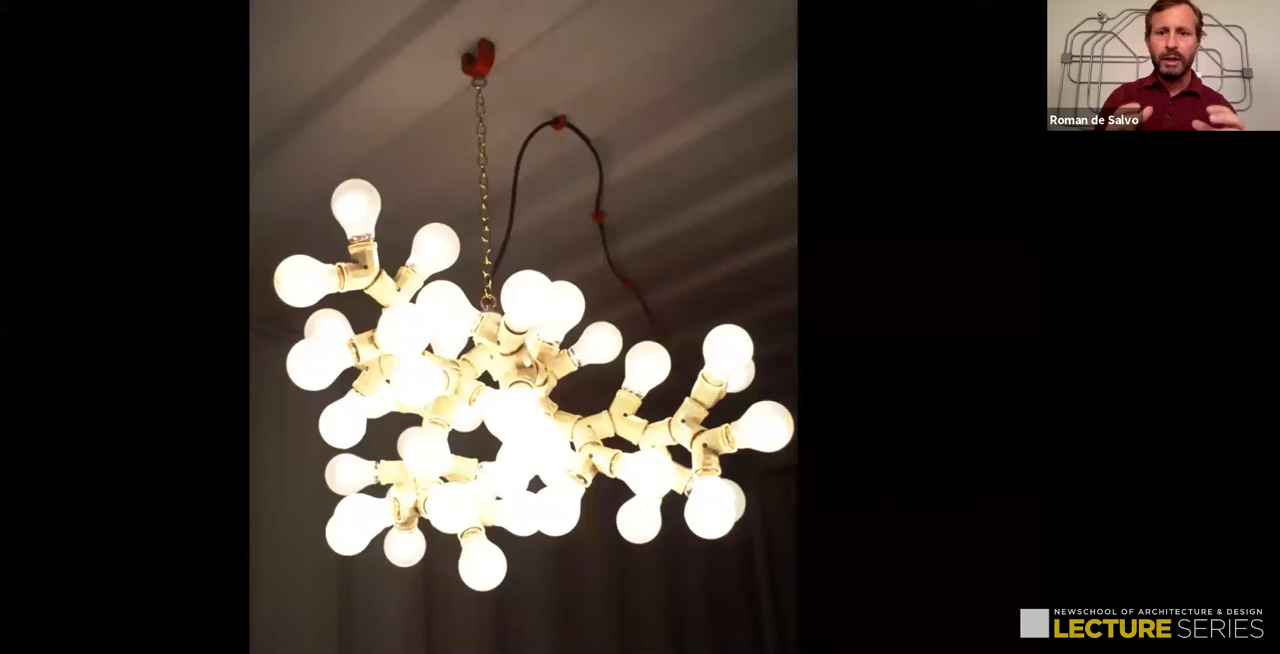 Roman de Salvo
NEWSCHOOL OF ARCHITECTURE & DESIGN
LECTURE SERIES